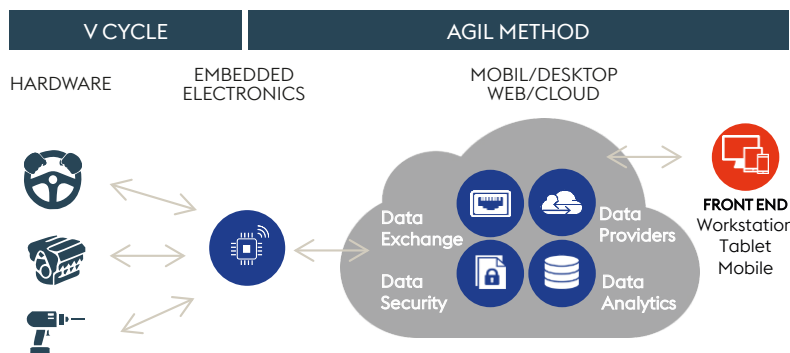 V CYCLE
AGIL METHOD
HARDWARE
EMBEDDED
ELECTRONICS
MOBIL/DESKTOP
WEB/CLOUD
Data
Exchange
Data
Providers
Data
Security
Data
Analytics
FRONT END
Workstation
Tablet
Mobile